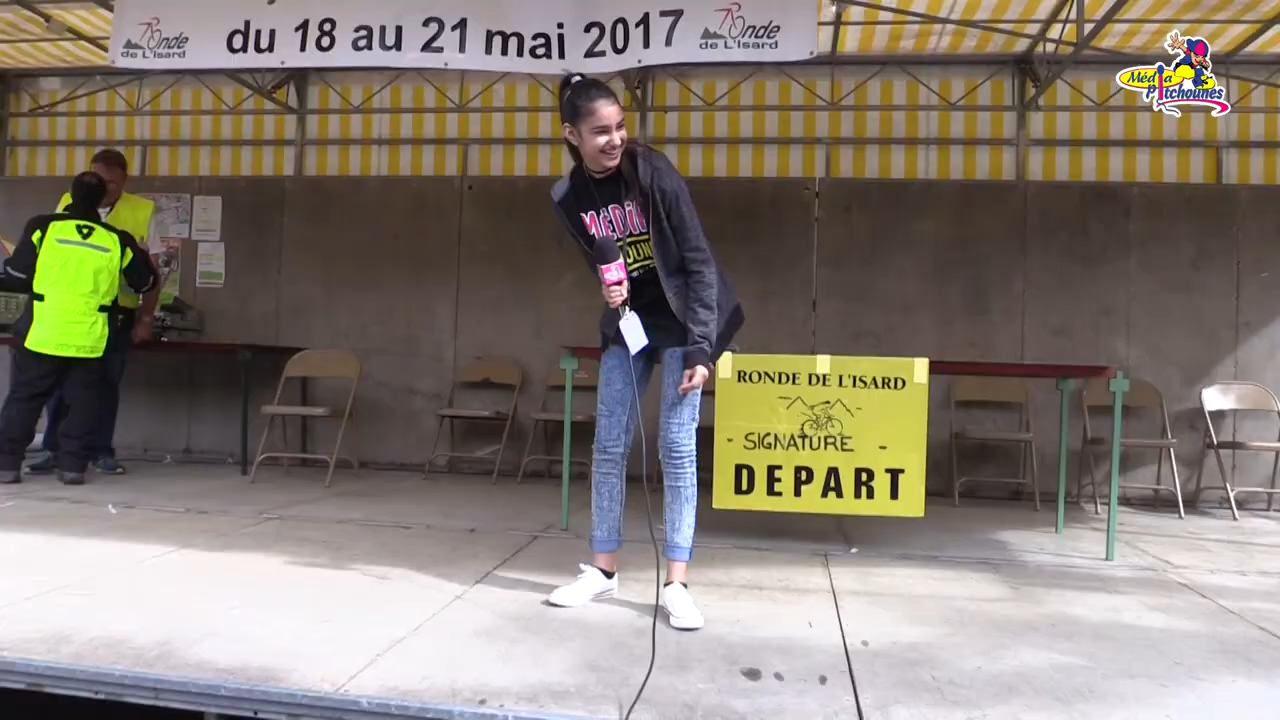 Ronde
de L'Isard
du 18 au 21 mai 2017
Ronde
de L'Isard
Média
Pitchounes
MÉDIA
RONDE DE L'ISARD
- SIGNATURE -
DEPART